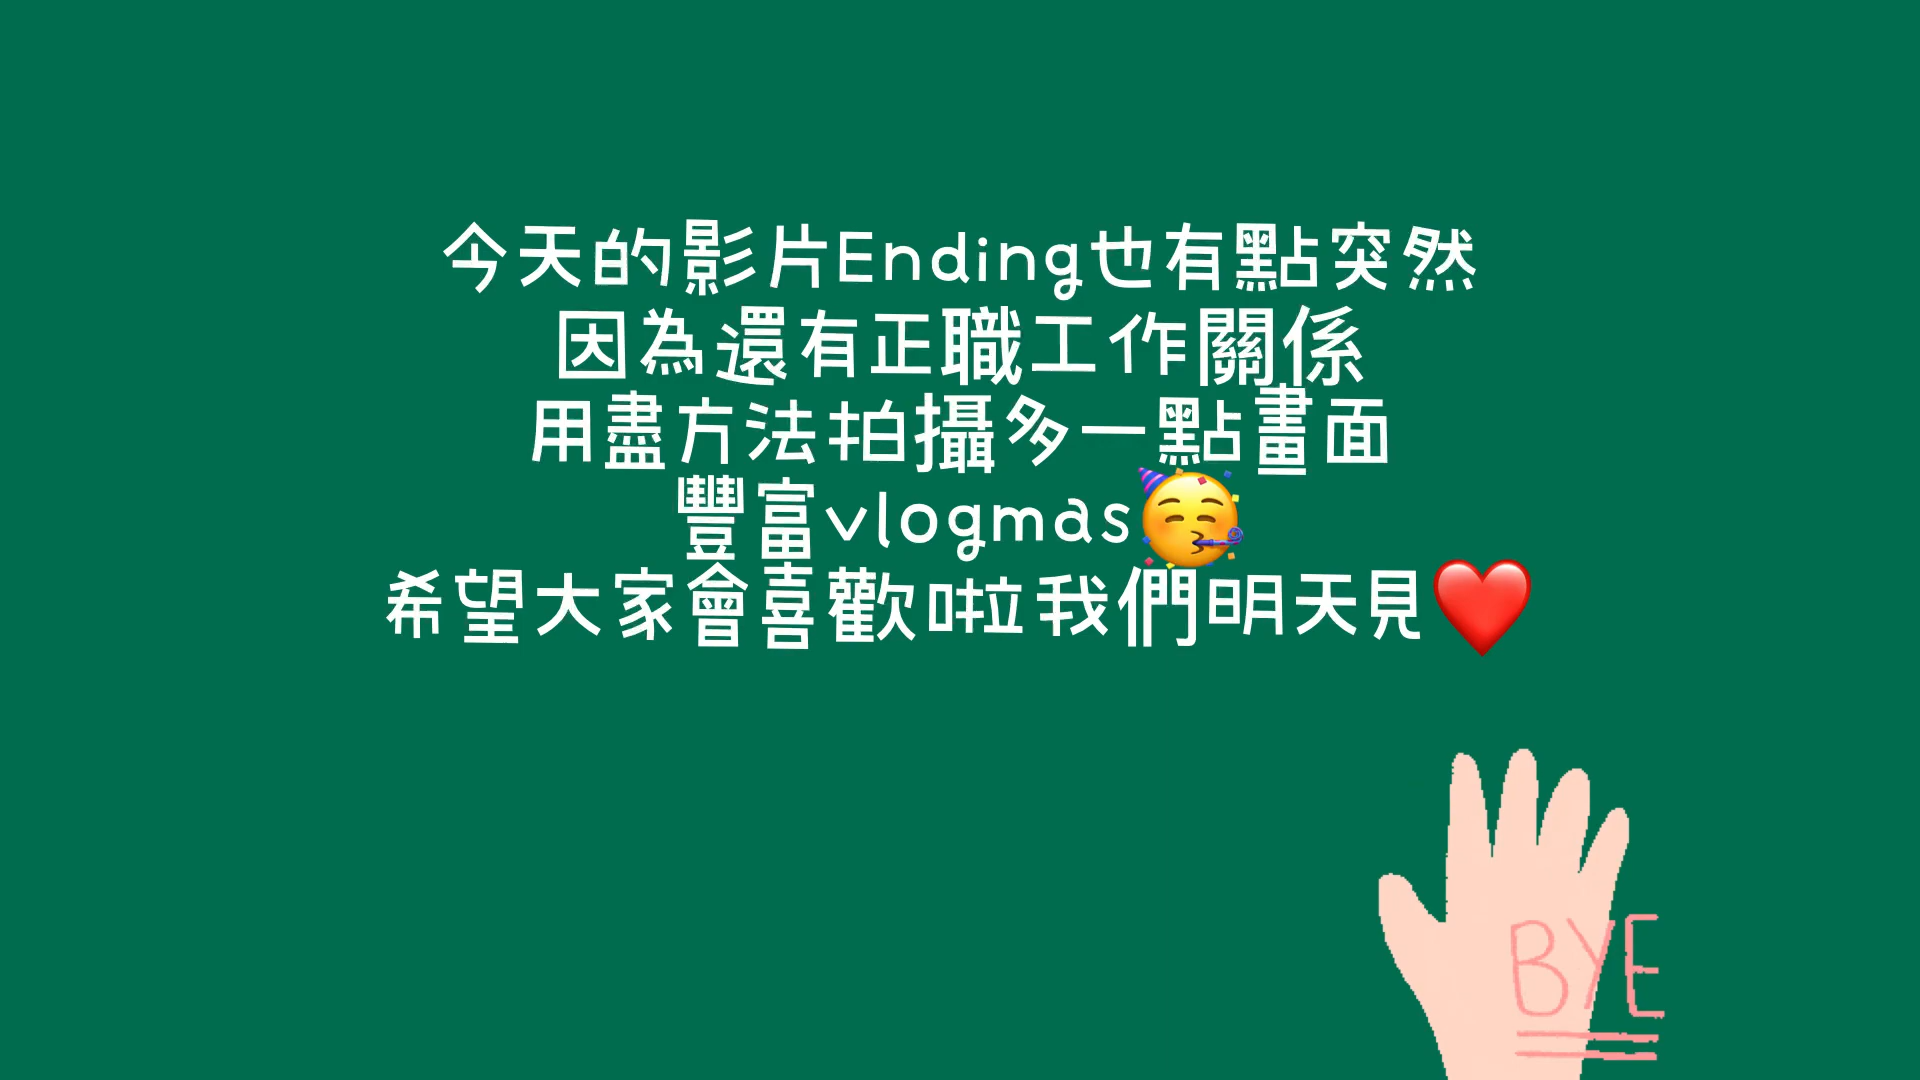 今天的影片Ending也有點突然
因為還有正職工作關係
用盡方法拍攝多一點畫面
豐富vlogmas🥳
希望大家會喜歡啦我們明天見❤️
BYE